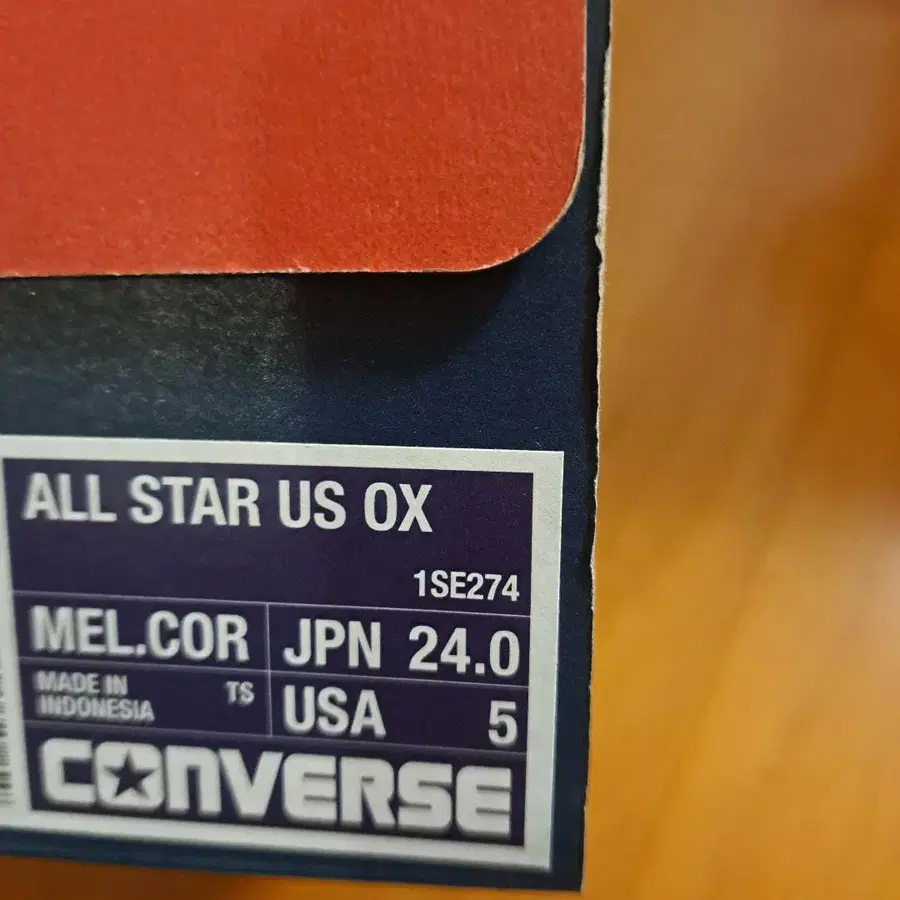 ALL STAR US OX
1SE274
MEL.COR
JPN 24.0
MADE IN
INDONESIA
TS
USA 5
CONVERSE